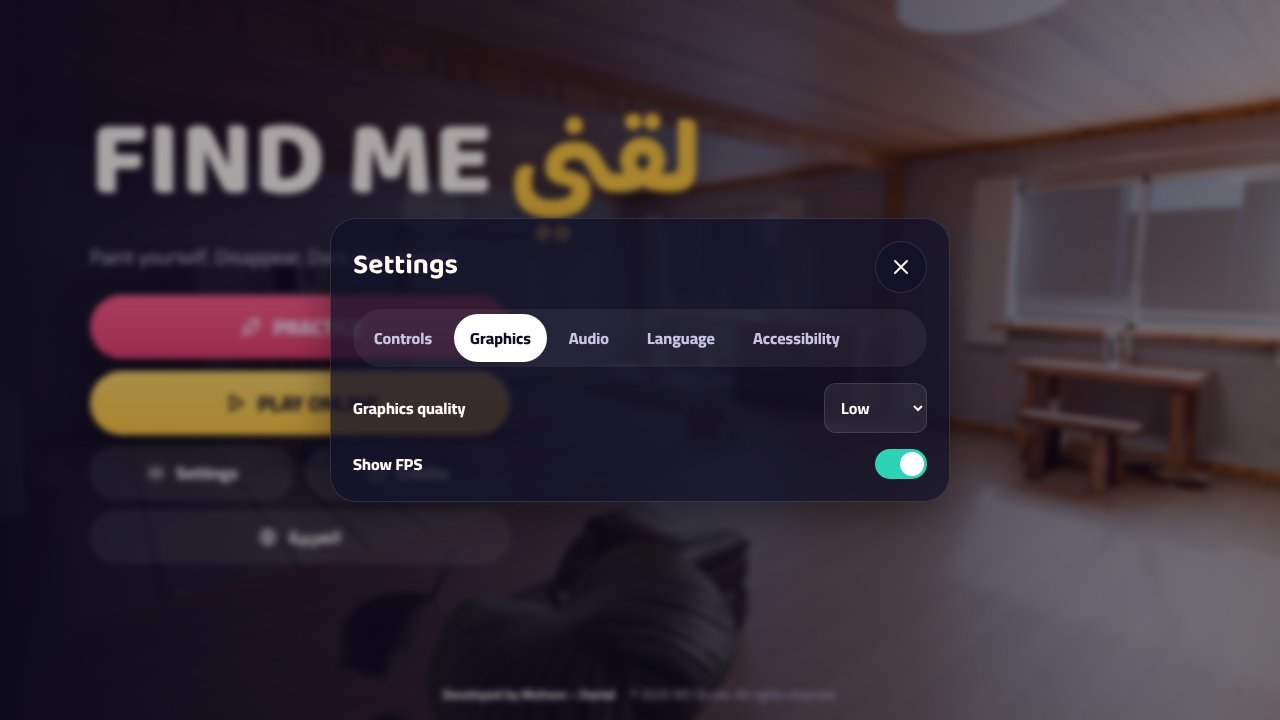 FIND ME لقني
Settings
Controls Graphics Audio Language Accessibility
Graphics quality Low
Show FPS
Settings
العربية